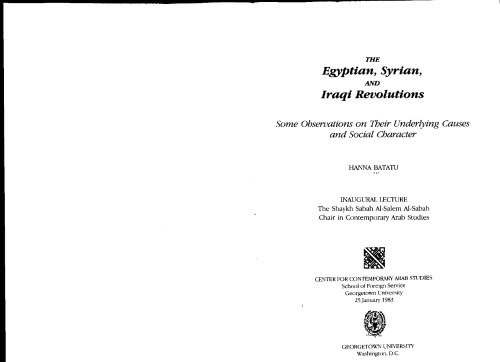 THE
Egyptian, Syrian,
AND
Iraqi Revolutions
Some Observations on Their Underlying Causes
and Social Character
HANNA BATATU
INAUGURAL LECTURE
The Shaykh Sabah Al-Salem Al-Sabah
Chair in Contemporary Arab Studies
CENTER FOR CONTEMPORARY ARAB STUDIES
School of Foreign Service
Georgetown University
25 January 1983
GEORGETOWN UNIVERSITY
Washington, D.C.